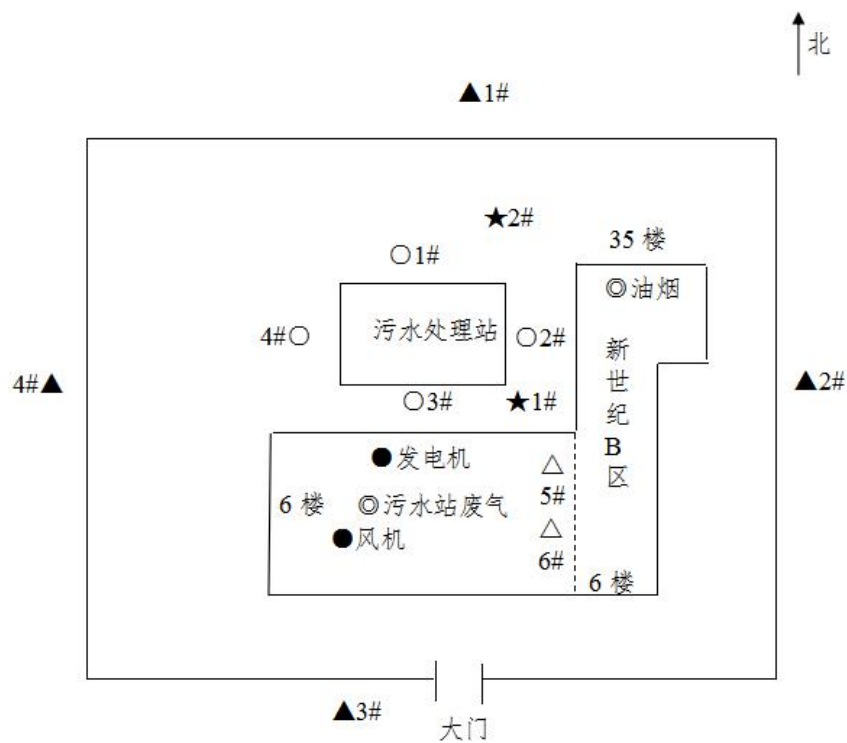 北
▲1#
★2#
35 楼
○1#
◎油烟
4#○
污水处理站
○2#
新世纪B区
4#▲
▲2#
○3#
★1#
●发电机
△
5#
6 楼
◎污水站废气
●风机
△
6#
6 楼
▲3#
大门